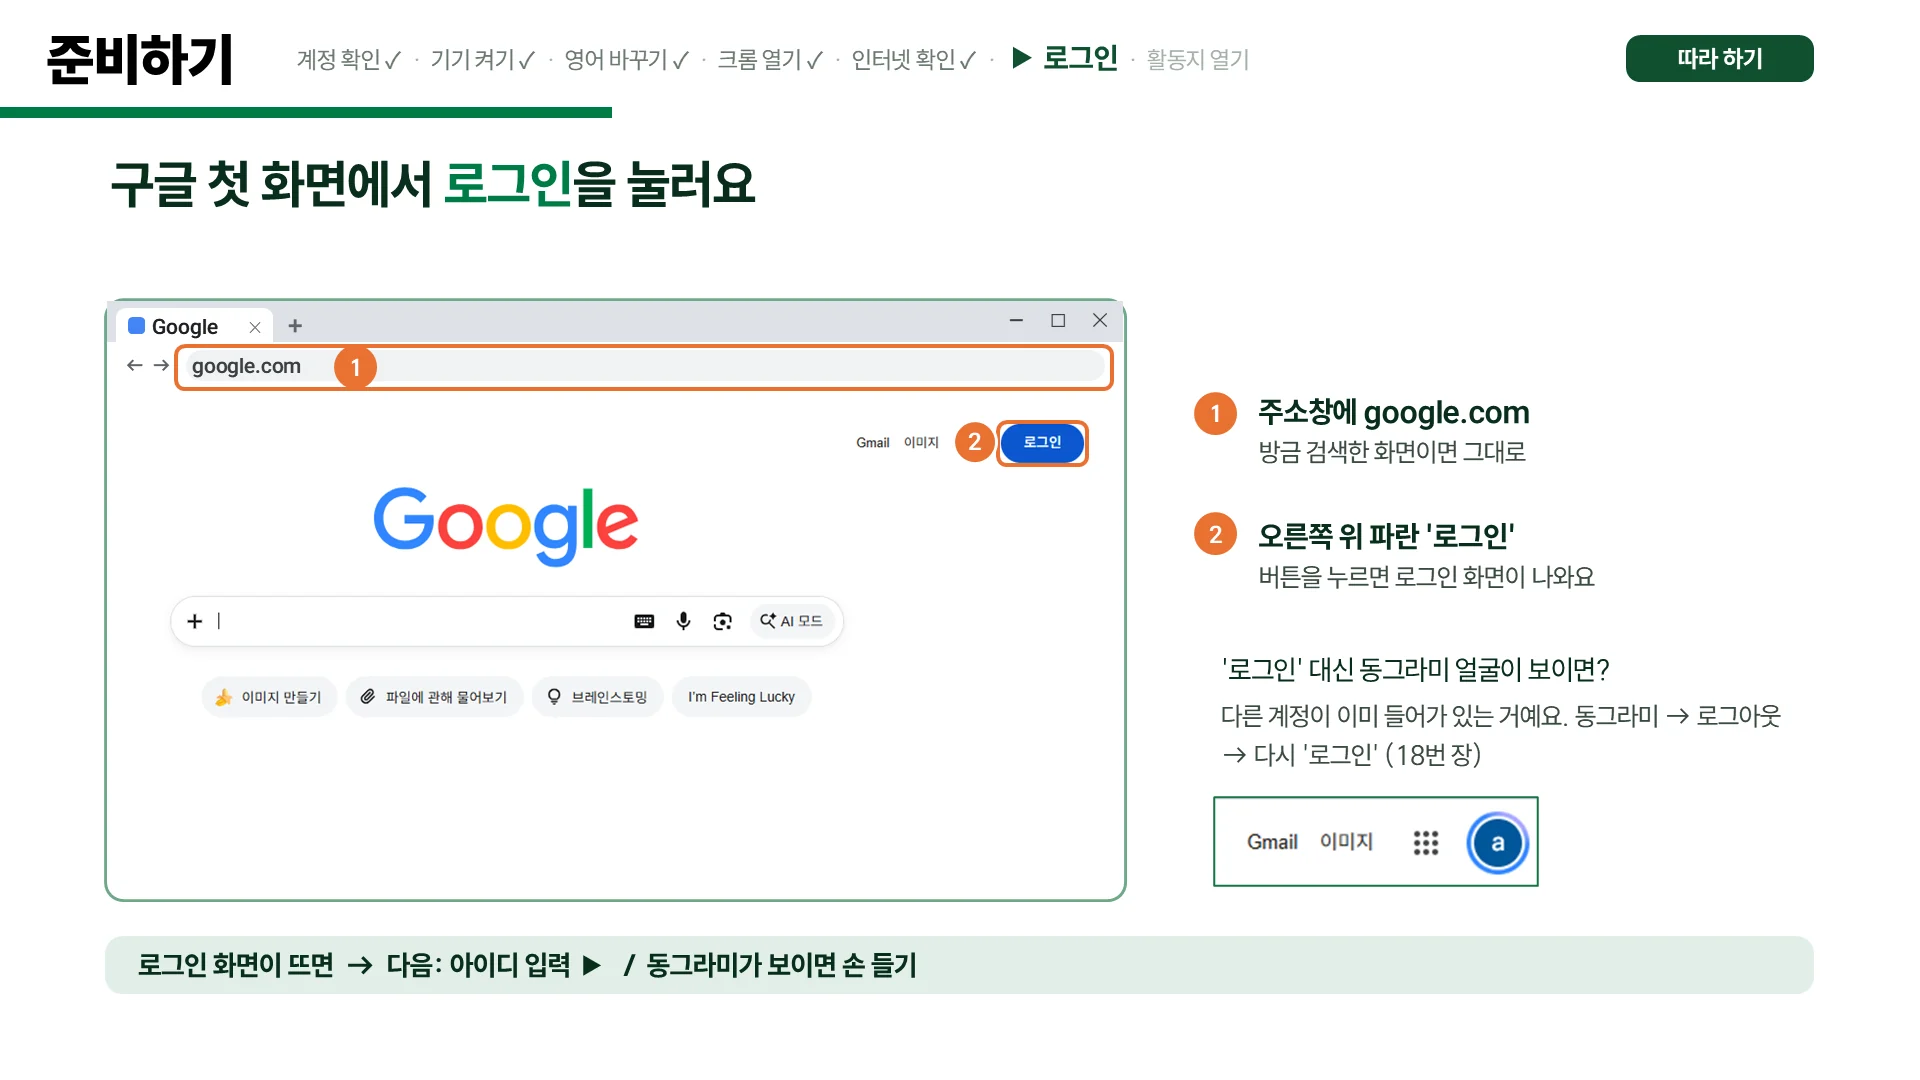 준비하기
계정 확인 ✓ · 기기 켜기 ✓ · 영어 바꾸기 ✓ · 크롬 열기 ✓ · 인터넷 확인 ✓ · ▶ 로그인 · 활동지 열기
따라 하기
구글 첫 화면에서 로그인을 눌러요
Google
google.com
1
Gmail 이미지 2 로그인
Google
AI 모드
이미지 만들기 파일에 관해 물어보기 브레인스토밍 I'm Feeling Lucky
1 주소창에 google.com
방금 검색한 화면이면 그대로
2 오른쪽 위 파란 '로그인'
버튼을 누르면 로그인 화면이 나와요
'로그인' 대신 동그라미 얼굴이 보이면?
다른 계정이 이미 들어가 있는 거예요. 동그라미 → 로그아웃
→ 다시 '로그인' (18번 장)
Gmail 이미지 a
로그인 화면이 뜨면 → 다음: 아이디 입력 ▶ / 동그라미가 보이면 손 들기